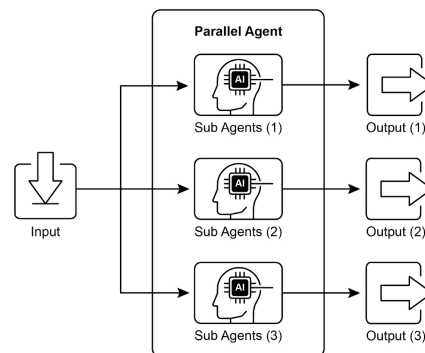 Parallel Agent
AI
Sub Agents (1)
Output (1)
AI
Input
Sub Agents (2)
Output (2)
AI
Sub Agents (3)
Output (3)